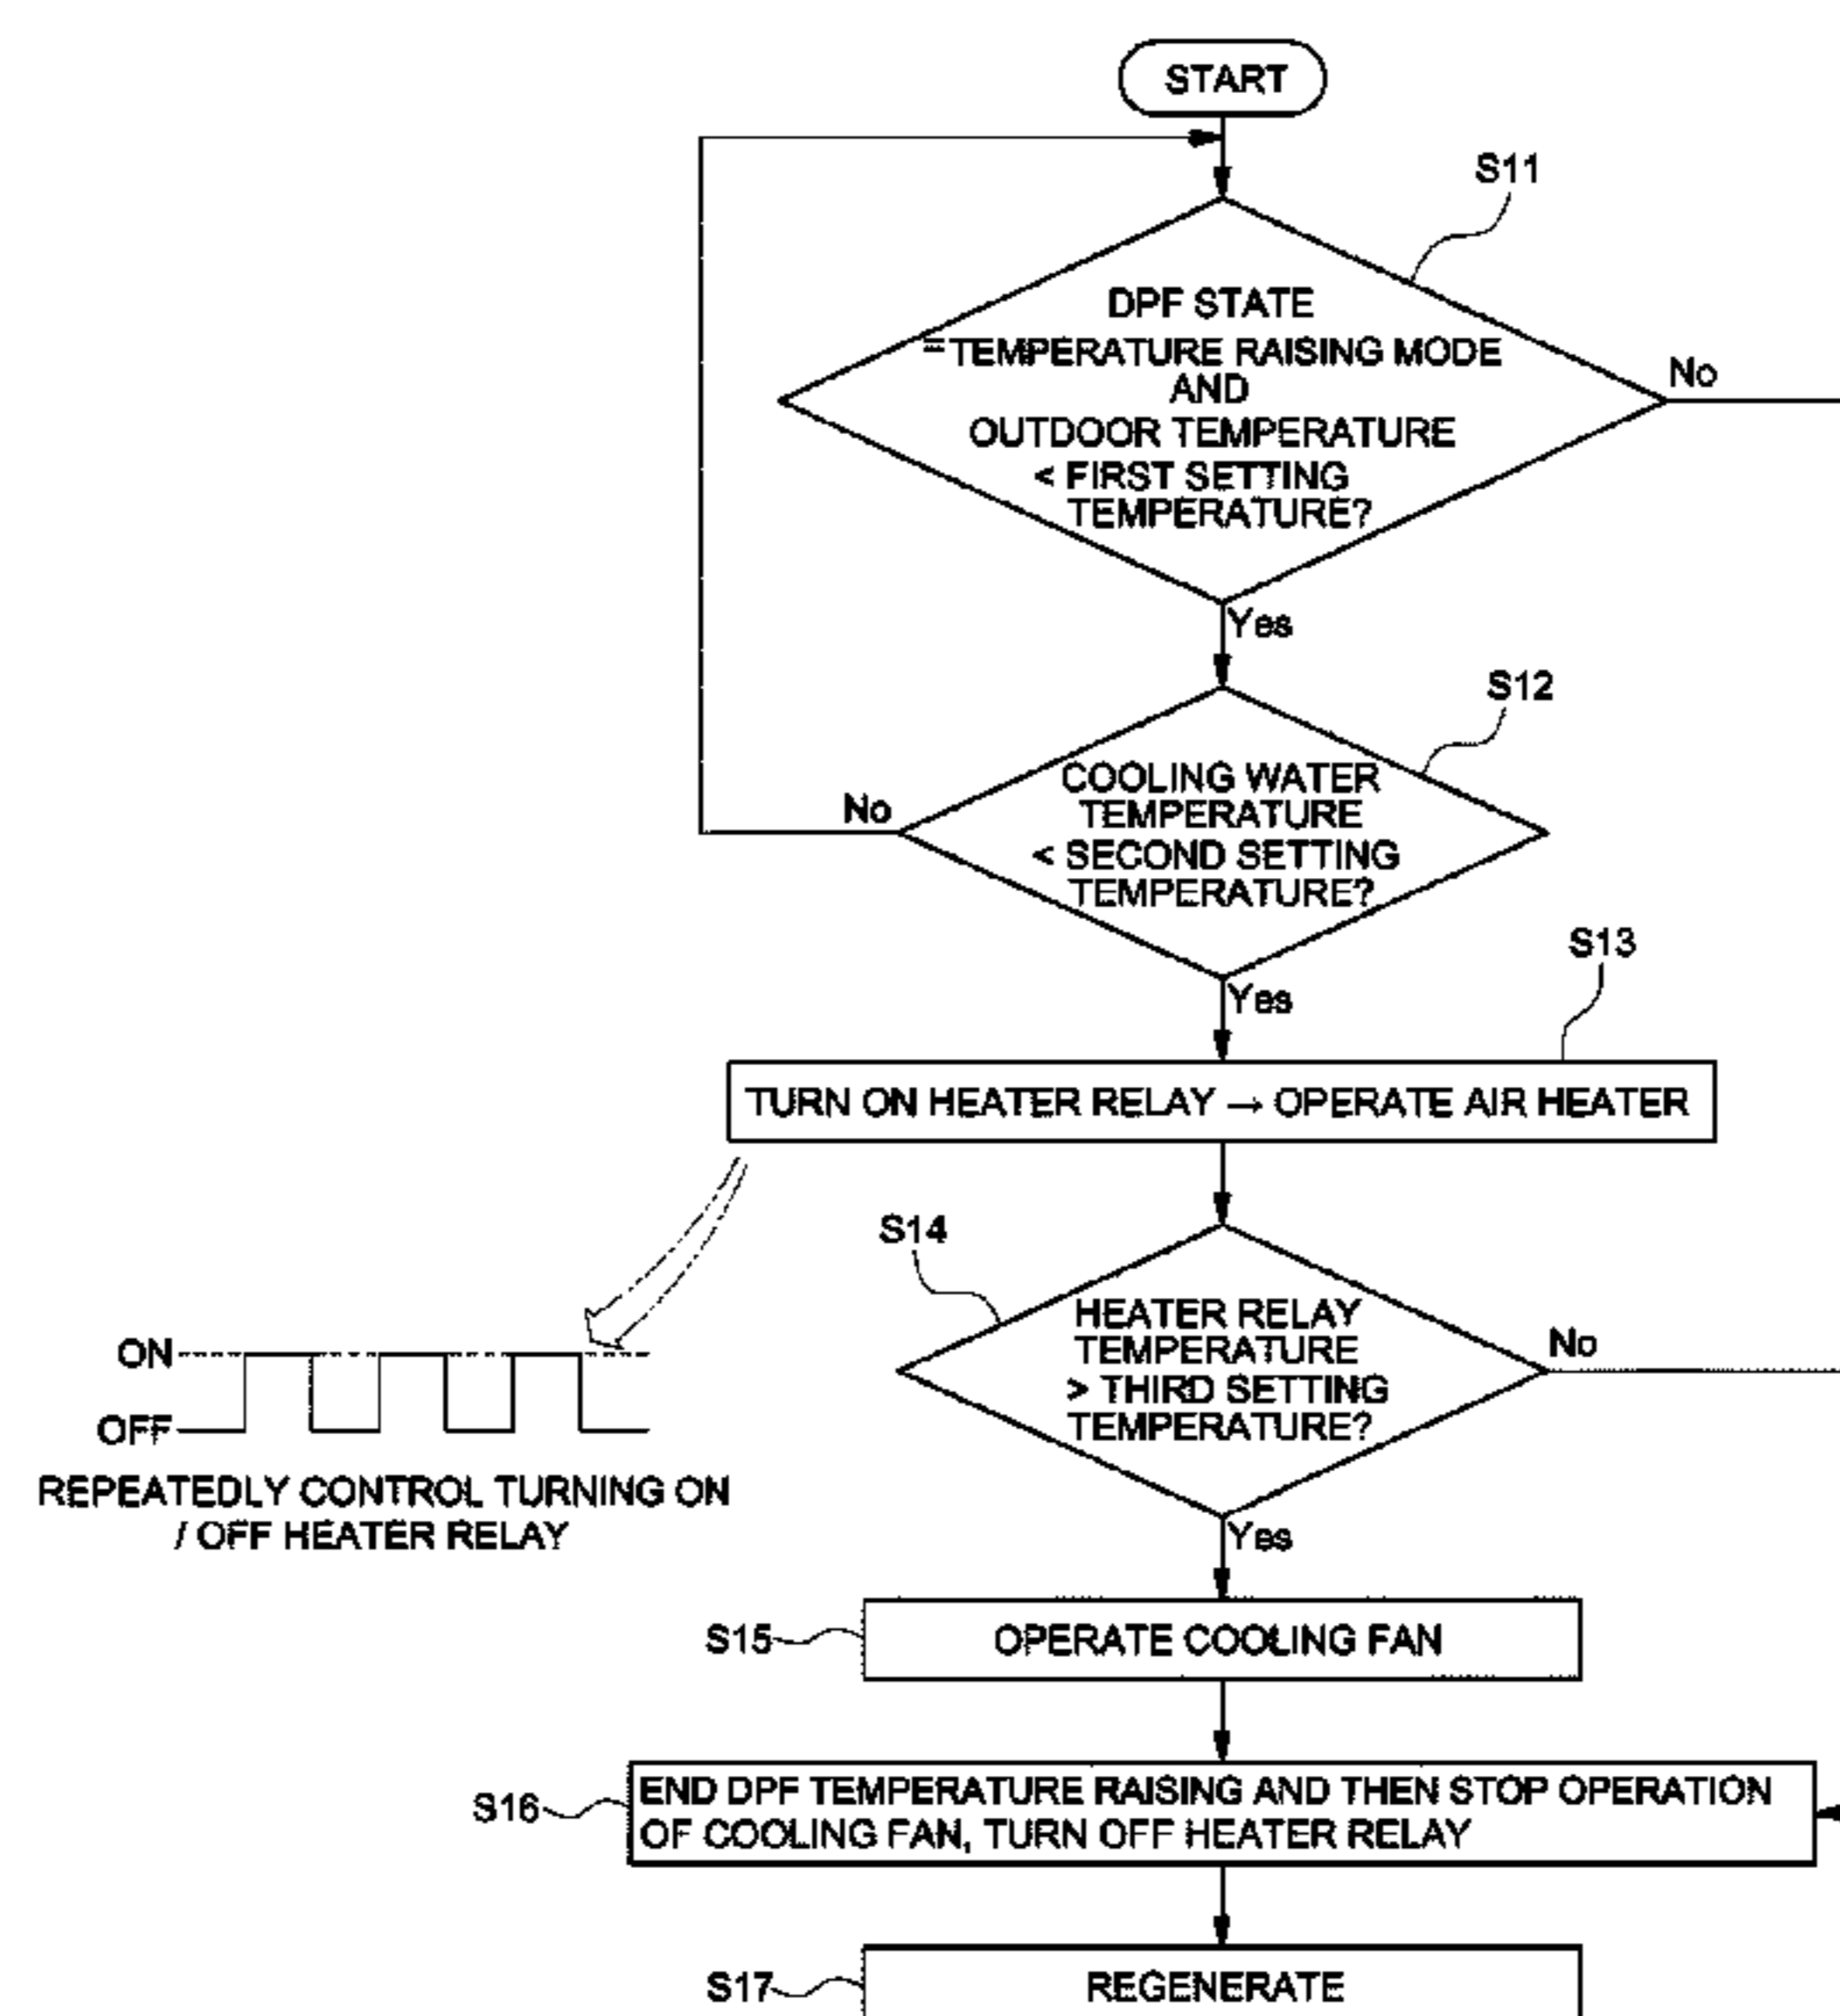 START
S11
DPF STATE
=TEMPERATURE RAISING MODE
AND
OUTDOOR TEMPERATURE
< FIRST SETTING
TEMPERATURE?
No
Yes
S12
COOLING WATER
TEMPERATURE
< SECOND SETTING
TEMPERATURE?
No
Yes
S13
TURN ON HEATER RELAY → OPERATE AIR HEATER
S14
HEATER RELAY
TEMPERATURE
> THIRD SETTING
TEMPERATURE?
No
Yes
ON
OFF
REPEATEDLY CONTROL TURNING ON
/ OFF HEATER RELAY
S15
OPERATE COOLING FAN
S16
END DPF TEMPERATURE RAISING AND THEN STOP OPERATION
OF COOLING FAN, TURN OFF HEATER RELAY
S17
REGENERATE